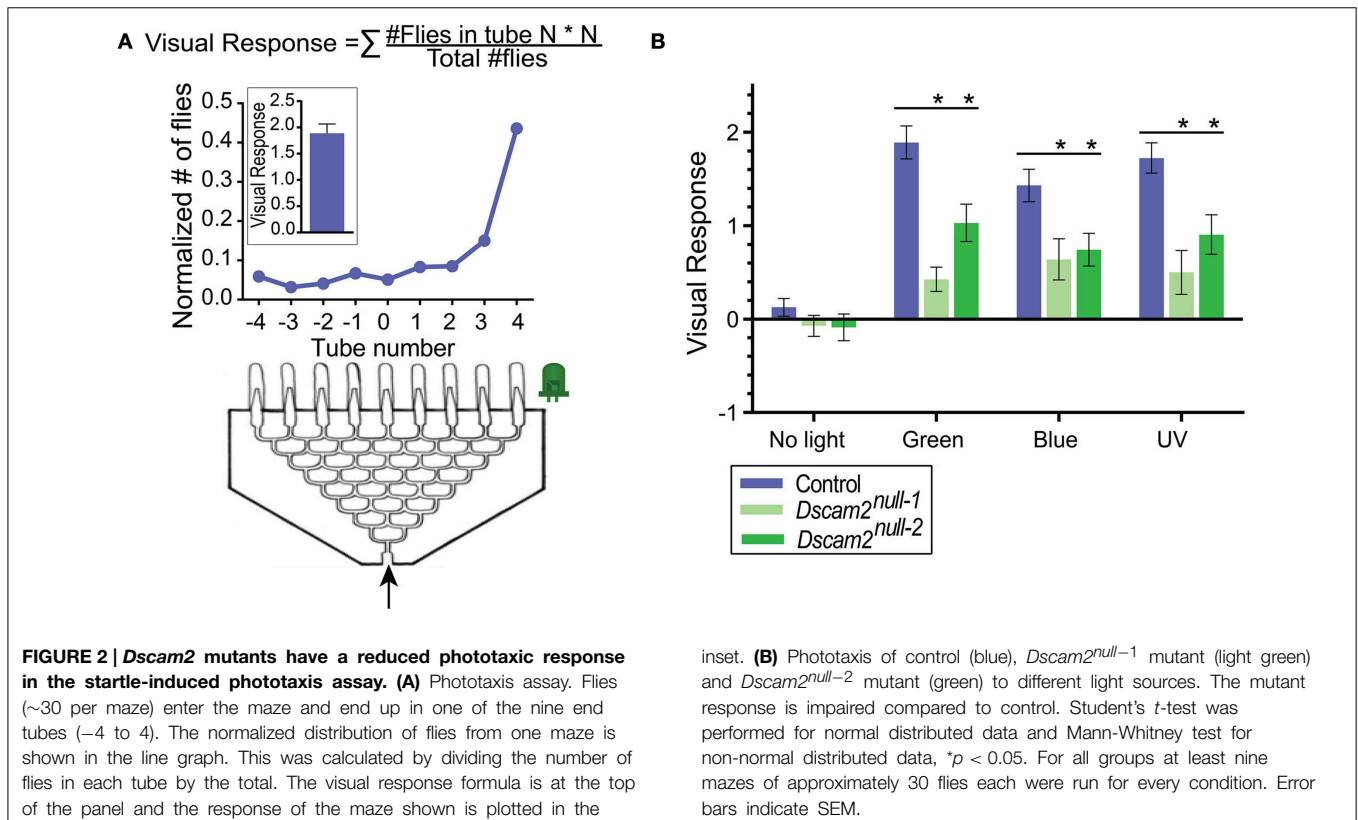 A Visual Response = ∑ #Flies in tube N * N
Total #flies
Normalized # of flies
0.5
0.4
0.3
0.2
0.1
0.0
Visual Response
2.5
2.0
1.5
1.0
0.5
0.0
-4 -3 -2 -1 0 1 2 3 4
Tube number
B
Visual Response
2
1
0
-1
* *
* *
* *
No light Green Blue UV
Control
Dscam2null-1
Dscam2null-2
FIGURE 2 | Dscam2 mutants have a reduced phototaxic response
in the startle-induced phototaxis assay. (A) Phototaxis assay. Flies
(∼30 per maze) enter the maze and end up in one of the nine end
tubes (−4 to 4). The normalized distribution of flies from one maze is
shown in the line graph. This was calculated by dividing the number of
flies in each tube by the total. The visual response formula is at the top
of the panel and the response of the maze shown is plotted in the
inset. (B) Phototaxis of control (blue), Dscam2null−1 mutant (light green)
and Dscam2null−2 mutant (green) to different light sources. The mutant
response is impaired compared to control. Student's t-test was
performed for normal distributed data and Mann-Whitney test for
non-normal distributed data, *p < 0.05. For all groups at least nine
mazes of approximately 30 flies each were run for every condition. Error
bars indicate SEM.